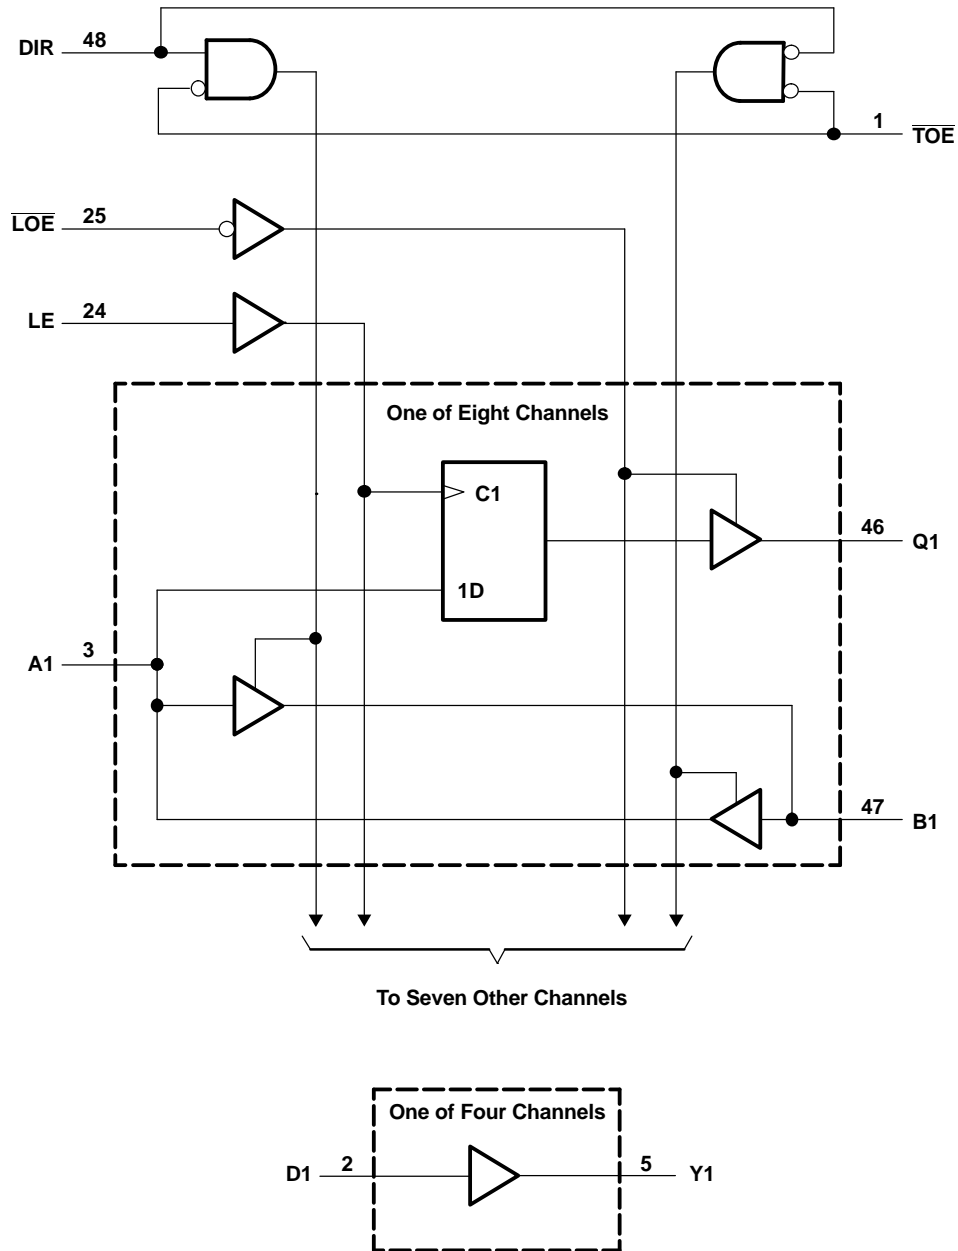 DIR 48
1 TOE
LOE 25
LE 24
One of Eight Channels
C1
46 Q1
1D
A1 3
47 B1
To Seven Other Channels
One of Four Channels
D1 2 5 Y1